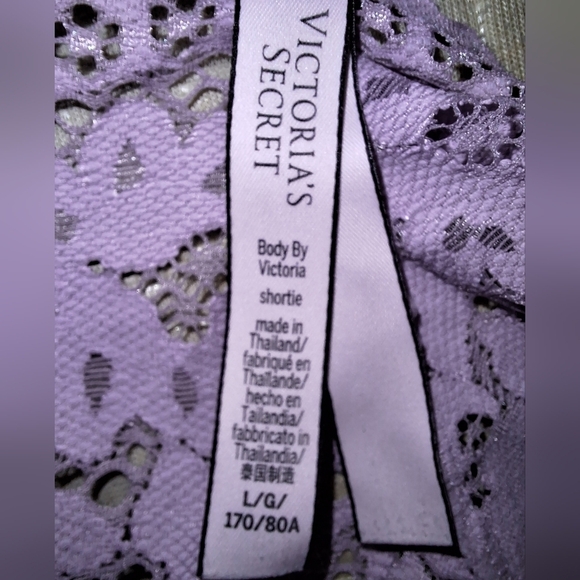 VICTORIA'S
SECRET
Body By
Victoria
shortie
made in
Thailand/
fabriqué en
Thaïlande/
hecho en
Tailandia/
fabbricato in
Thailandia/
泰国制造
L/G/
170/80A